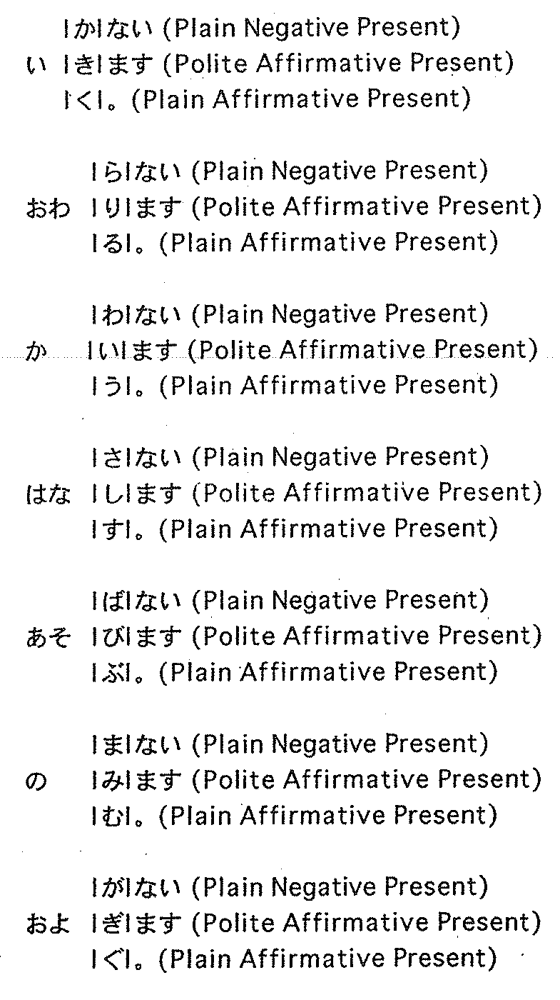 |か|ない (Plain Negative Present)
い |き|ます (Polite Affirmative Present)
|く|。(Plain Affirmative Present)
|ら|ない (Plain Negative Present)
おわ |り|ます (Polite Affirmative Present)
|る|。(Plain Affirmative Present)
|わ|ない (Plain Negative Present)
か |い|ます (Polite Affirmative Present)
|う|。(Plain Affirmative Present)
|さ|ない (Plain Negative Present)
はな |し|ます (Polite Affirmative Present)
|す|。(Plain Affirmative Present)
|ば|ない (Plain Negative Present)
あそ |び|ます (Polite Affirmative Present)
|ぶ|。(Plain Affirmative Present)
|ま|ない (Plain Negative Present)
の |み|ます (Polite Affirmative Present)
|む|。(Plain Affirmative Present)
|が|ない (Plain Negative Present)
およ |ぎ|ます (Polite Affirmative Present)
|ぐ|。(Plain Affirmative Present)